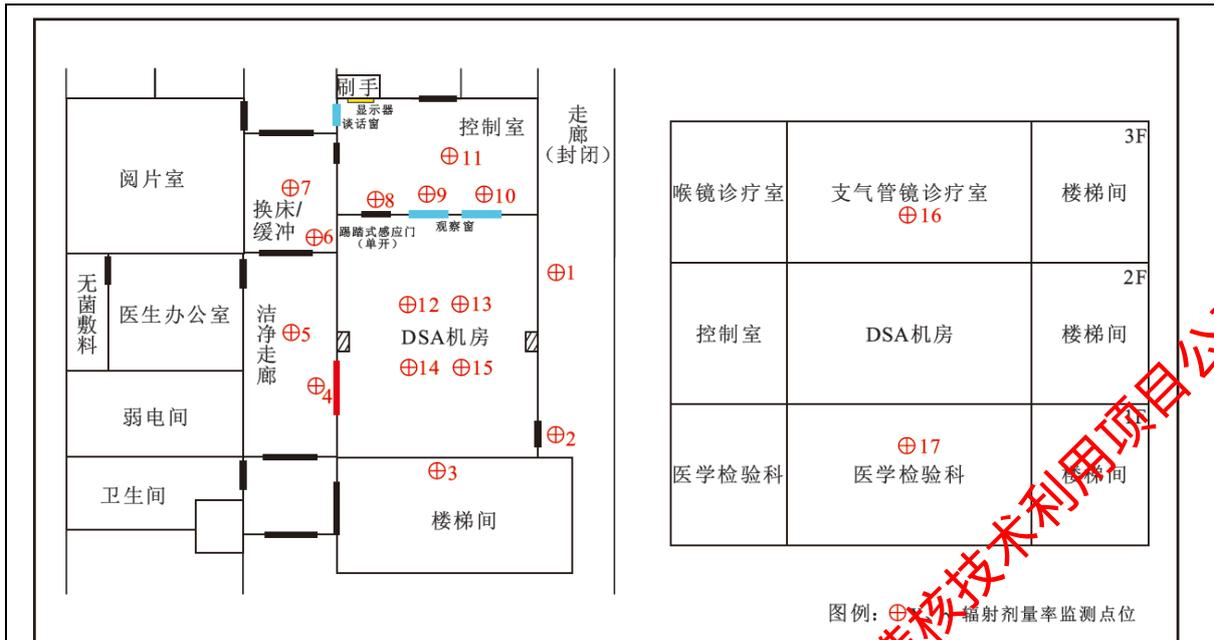 刷手
显示器
谈话窗
控制室
走廊
（封闭）
阅片室
11
7
换床/
缓冲
6
8
9
10
踢踏式感应门
（单开）
观察窗
1
无菌敷料
医生办公室
洁净走廊
5
12
13
DSA机房
14
15
4
弱电间
2
3
卫生间
楼梯间
3F
喉镜诊疗室
支气管镜诊疗室
楼梯间
16
2F
控制室
DSA机房
楼梯间
1F
17
医学检验科
医学检验科
楼梯间
图例：
辐射剂量率监测点位
核技术利用项目公